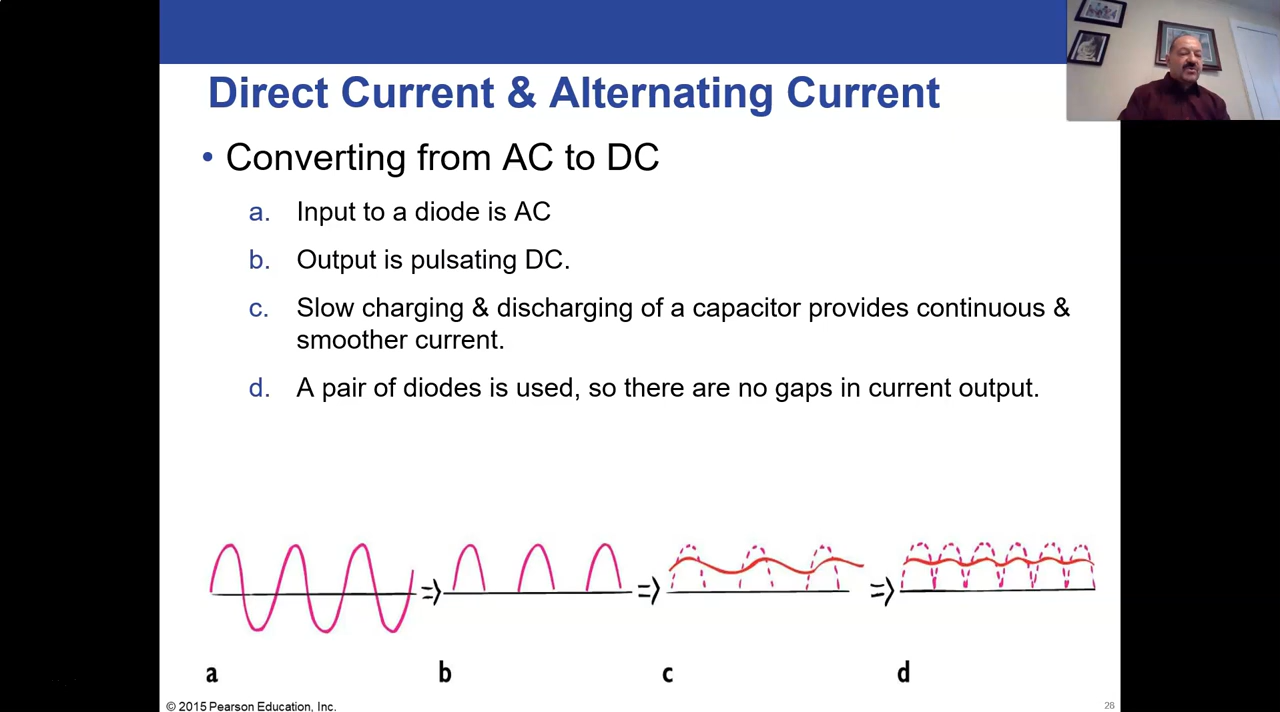 Direct Current & Alternating Current
• Converting from AC to DC
a. Input to a diode is AC
b. Output is pulsating DC.
c. Slow charging & discharging of a capacitor provides continuous &
smoother current.
d. A pair of diodes is used, so there are no gaps in current output.
a b c d
© 2015 Pearson Education, Inc.
28